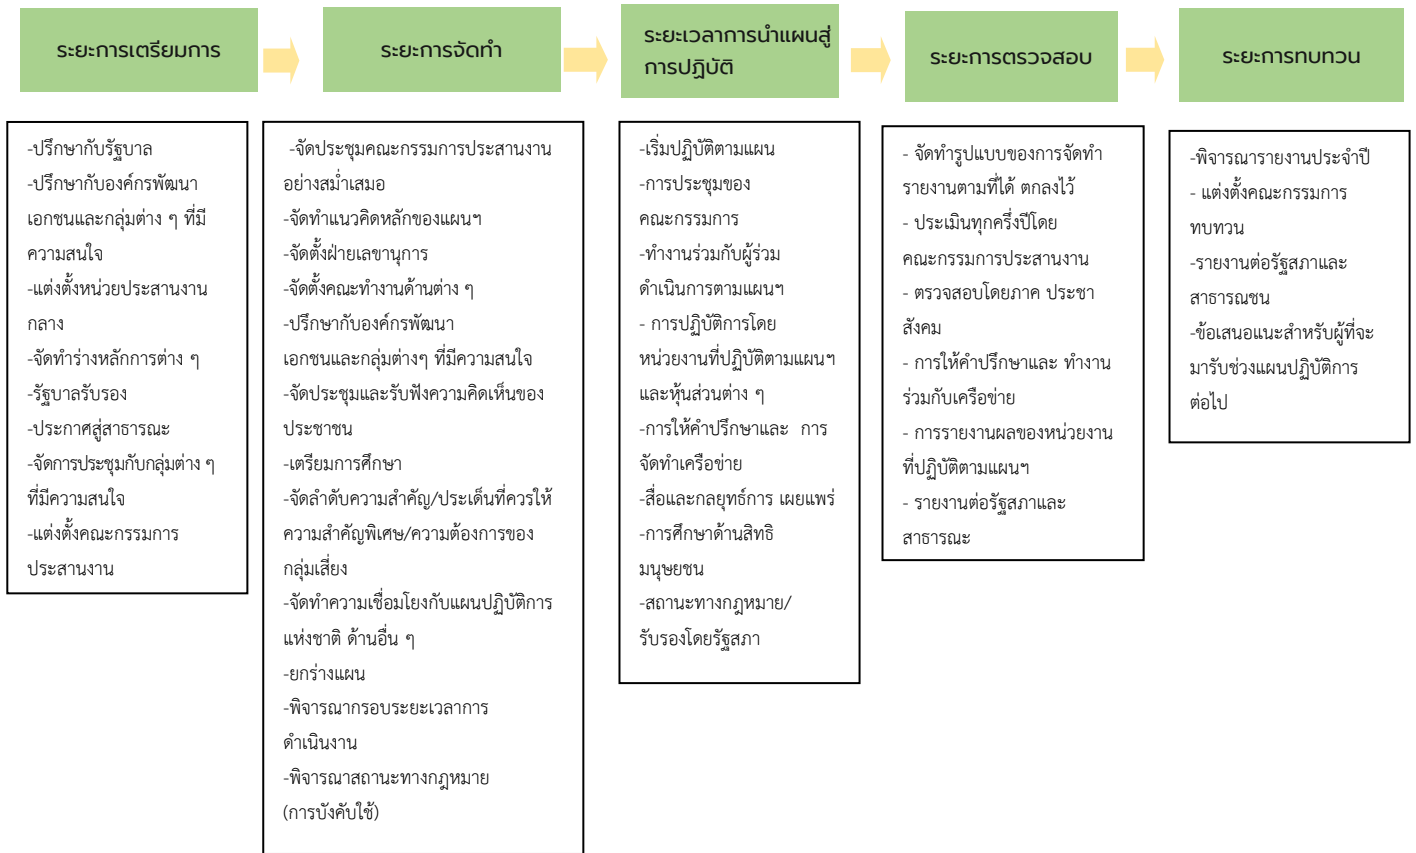 ระยะการเตรียมการ
ระยะการจัดทำ
ระยะเวลาการนำแผนสู่
การปฏิบัติ
ระยะการตรวจสอบ
ระยะการทบทวน
-ปรึกษากับรัฐบาล
-ปรึกษากับองค์กรพัฒนา
เอกชนและกลุ่มต่าง ๆ ที่มี
ความสนใจ
-แต่งตั้งหน่วยประสานงาน
กลาง
-จัดทำร่างหลักการต่าง ๆ
-รัฐบาลรับรอง
-ประกาศสู่สาธารณะ
-จัดการประชุมกับกลุ่มต่าง ๆ
ที่มีความสนใจ
-แต่งตั้งคณะกรรมการ
ประสานงาน
-จัดประชุมคณะกรรมการประสานงาน
อย่างสม่ำเสมอ
-จัดทำแนวคิดหลักของแผนฯ
-จัดตั้งฝ่ายเลขานุการ
-จัดตั้งคณะทำงานด้านต่าง ๆ
-ปรึกษากับองค์กรพัฒนา
เอกชนและกลุ่มต่างๆ ที่มีความสนใจ
-จัดประชุมและรับฟังความคิดเห็นของ
ประชาชน
-เตรียมการศึกษา
-จัดลำดับความสำคัญ/ประเด็นที่ควรให้
ความสำคัญพิเศษ/ความต้องการของ
กลุ่มเสี่ยง
-จัดทำความเชื่อมโยงกับแผนปฏิบัติการ
แห่งชาติ ด้านอื่น ๆ
-ยกร่างแผน
-พิจารณากรอบระยะเวลาการ
ดำเนินงาน
-พิจารณาสถานะทางกฎหมาย
(การบังคับใช้)
-เริ่มปฏิบัติตามแผน
-การประชุมของ
คณะกรรมการ
-ทำงานร่วมกับผู้ร่วม
ดำเนินการตามแผนฯ
- การปฏิบัติการโดย
หน่วยงานที่ปฏิบัติตามแผนฯ
และหุ้นส่วนต่าง ๆ
-การให้คำปรึกษาและ การ
จัดทำเครือข่าย
-สื่อและกลยุทธ์การ เผยแพร่
-การศึกษาด้านสิทธิ
มนุษยชน
-สถานะทางกฎหมาย/
รับรองโดยรัฐสภา
- จัดทำรูปแบบของการจัดทำ
รายงานตามที่ได้ ตกลงไว้
- ประเมินทุกครึ่งปีโดย
คณะกรรมการประสานงาน
- ตรวจสอบโดยภาค ประชา
สังคม
- การให้คำปรึกษาและ ทำงาน
ร่วมกับเครือข่าย
- การรายงานผลของหน่วยงาน
ที่ปฏิบัติตามแผนฯ
- รายงานต่อรัฐสภาและ
สาธารณะ
-พิจารณารายงานประจำปี
- แต่งตั้งคณะกรรมการ
ทบทวน
-รายงานต่อรัฐสภาและ
สาธารณชน
-ข้อเสนอแนะสำหรับผู้ที่จะ
มารับช่วงแผนปฏิบัติการ
ต่อไป